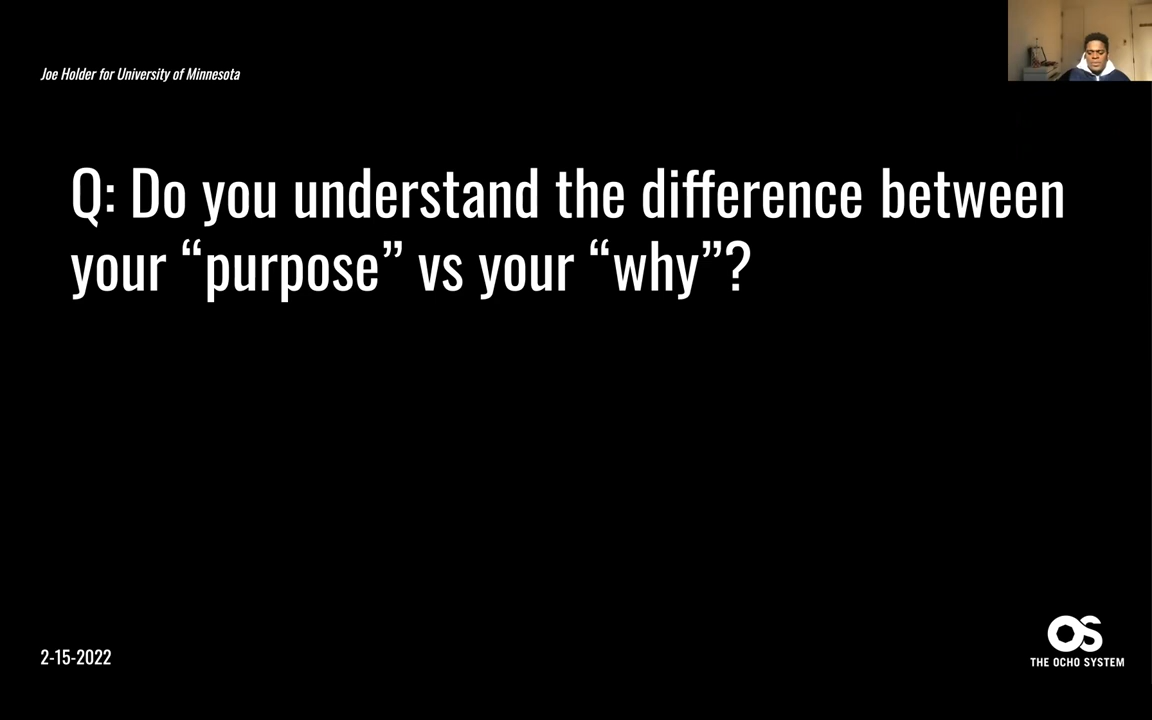 Joe Holder for University of Minnesota
Q: Do you understand the difference between
your “purpose” vs your “why”?
2-15-2022
OS
THE OCHO SYSTEM